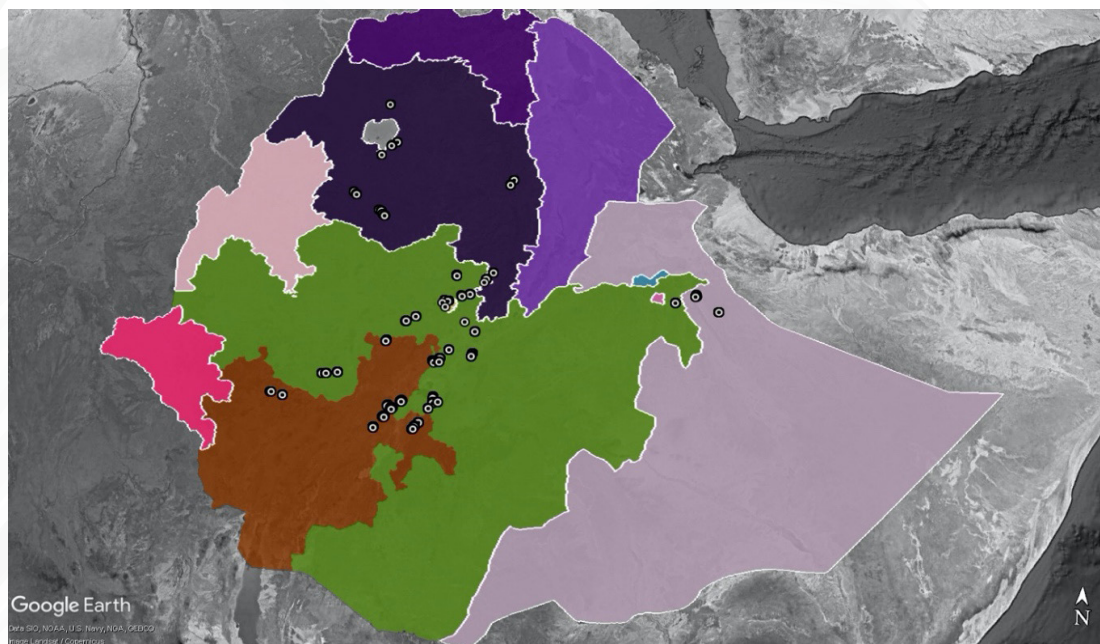 Google Earth
Data SIO, NOAA, U.S. Navy, NGA, GEBCO
Image Landsat / Copernicus
N